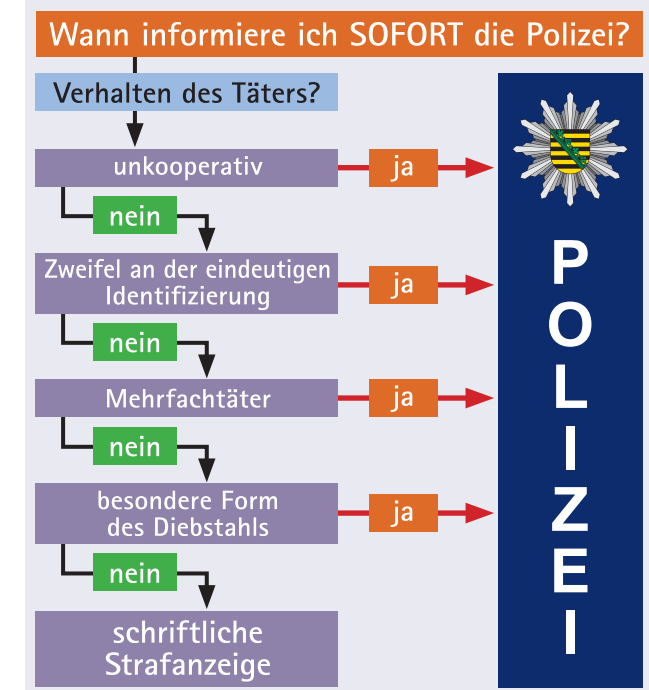 Wann informiere ich SOFORT die Polizei?
Verhalten des Täters?
unkooperativ
ja
nein
Zweifel an der eindeutigen
Identifizierung
ja
nein
Mehrfachtäter
ja
nein
besondere Form
des Diebstahls
ja
nein
schriftliche
Strafanzeige
POLIZEI